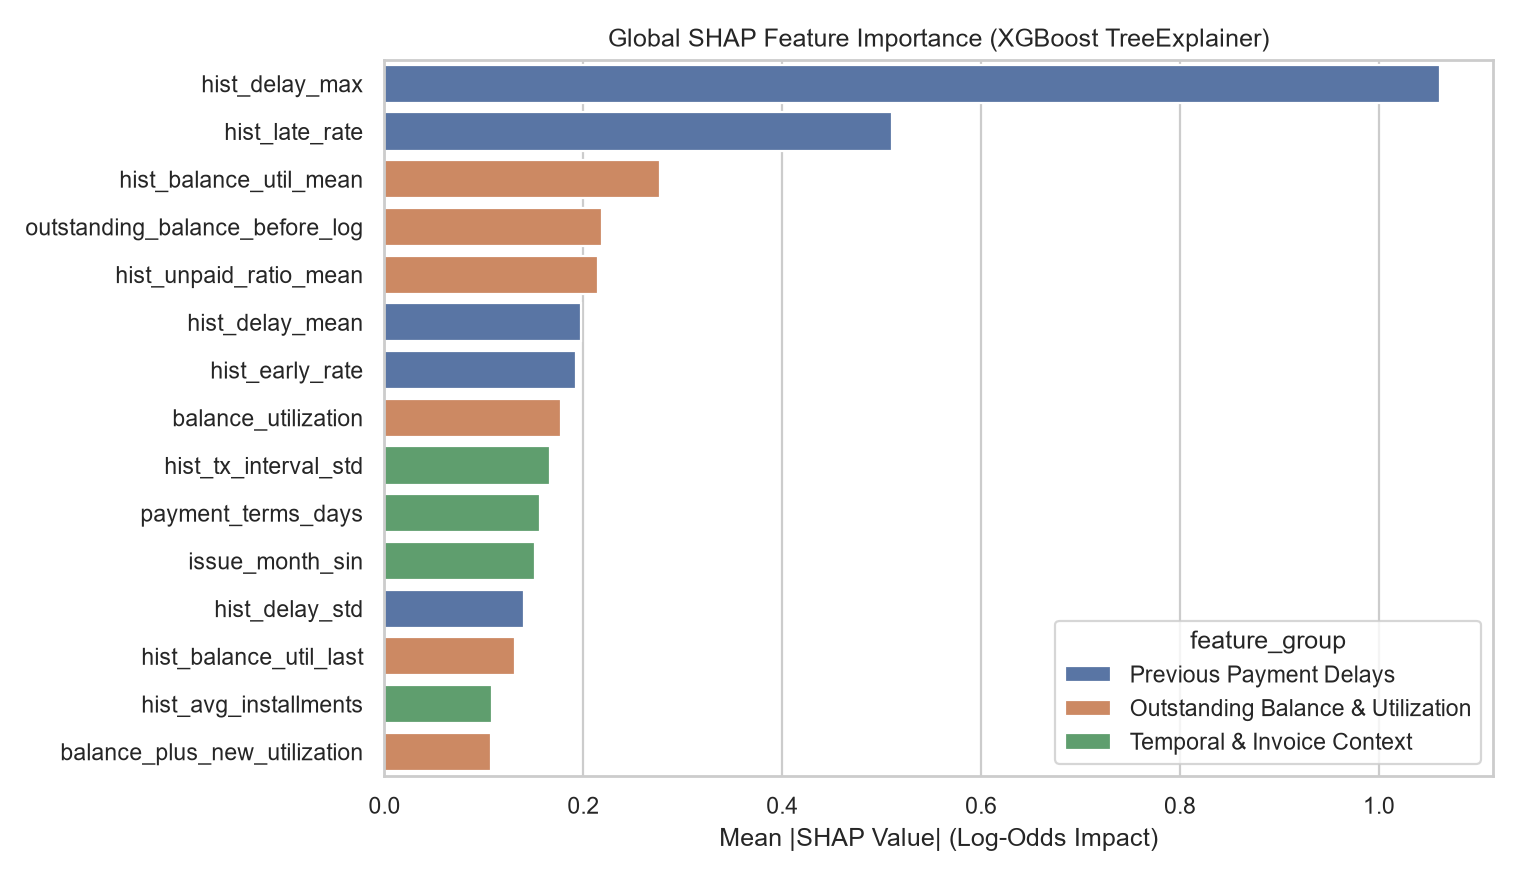 Global SHAP Feature Importance (XGBoost TreeExplainer)
hist_delay_max
hist_late_rate
hist_balance_util_mean
outstanding_balance_before_log
hist_unpaid_ratio_mean
hist_delay_mean
hist_early_rate
balance_utilization
hist_tx_interval_std
payment_terms_days
issue_month_sin
hist_delay_std
hist_balance_util_last
hist_avg_installments
balance_plus_new_utilization
feature_group
Previous Payment Delays
Outstanding Balance & Utilization
Temporal & Invoice Context
0.0 0.2 0.4 0.6 0.8 1.0
Mean |SHAP Value| (Log-Odds Impact)